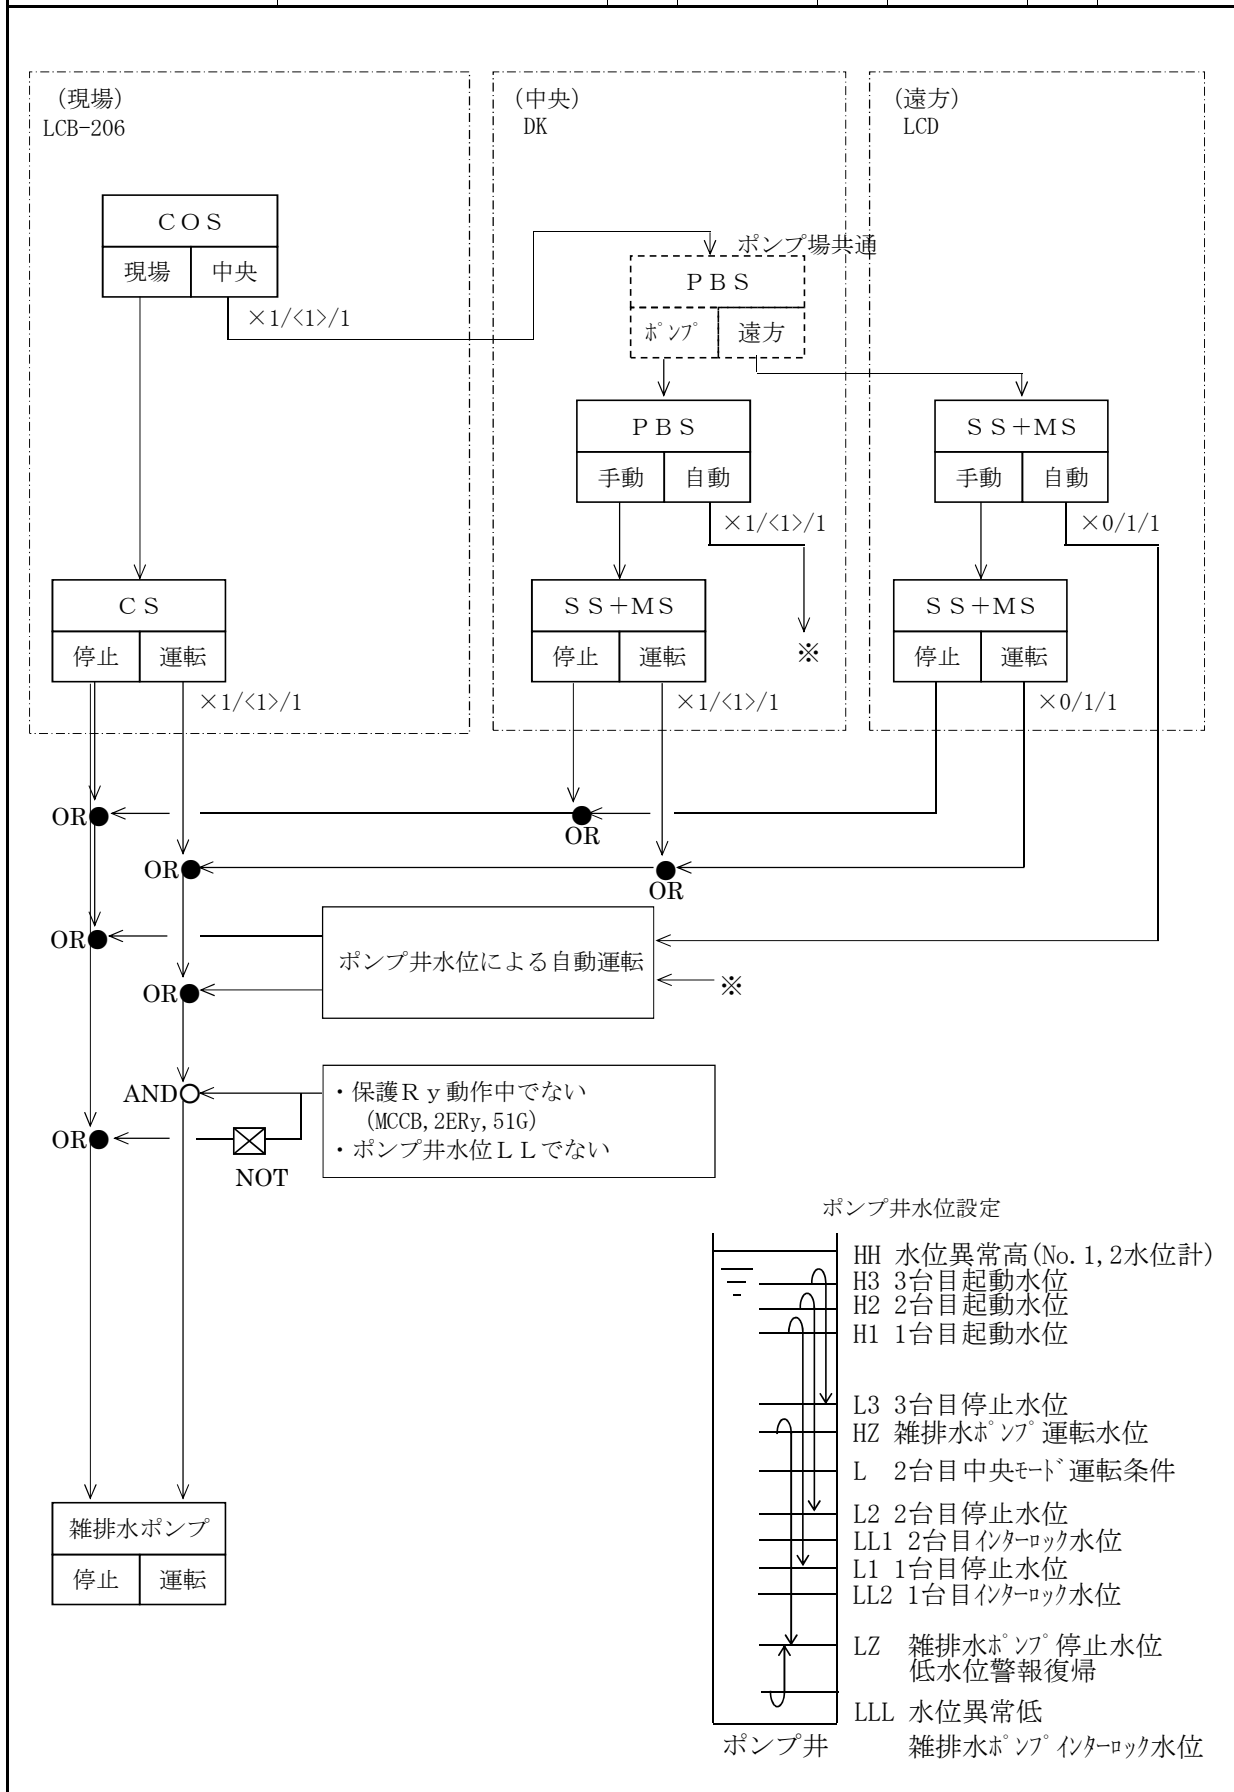 (現場)
LCB-206
(中央)
DK
(遠方)
LCD
COS
現場 中央
×1/<1>/1
ポンプ場共通
PBS
ポンプ 遠方
PBS
手動 自動
×1/<1>/1
※
SS+MS
手動 自動
×0/1/1
CS
停止 運転
×1/<1>/1
SS+MS
停止 運転
×1/<1>/1
SS+MS
停止 運転
×0/1/1
OR
OR
OR
OR
OR
ポンプ井水位による自動運転
※
OR
AND
・保護Ry動作中でない
(MCCB,2ERy,51G)
・ポンプ井水位LLでない
OR
NOT
雑排水ポンプ
停止 運転
ポンプ井水位設定
HH 水位異常高(No.1,2水位計)
H3 3台目起動水位
H2 2台目起動水位
H1 1台目起動水位
L3 3台目停止水位
HZ 雑排水ポンプ運転水位
L 2台目中央モード運転条件
L2 2台目停止水位
LL1 2台目インターロック水位
L1 1台目停止水位
LL2 1台目インターロック水位
LZ 雑排水ポンプ停止水位
低水位警報復帰
LLL 水位異常低
雑排水ポンプインターロック水位
ポンプ井